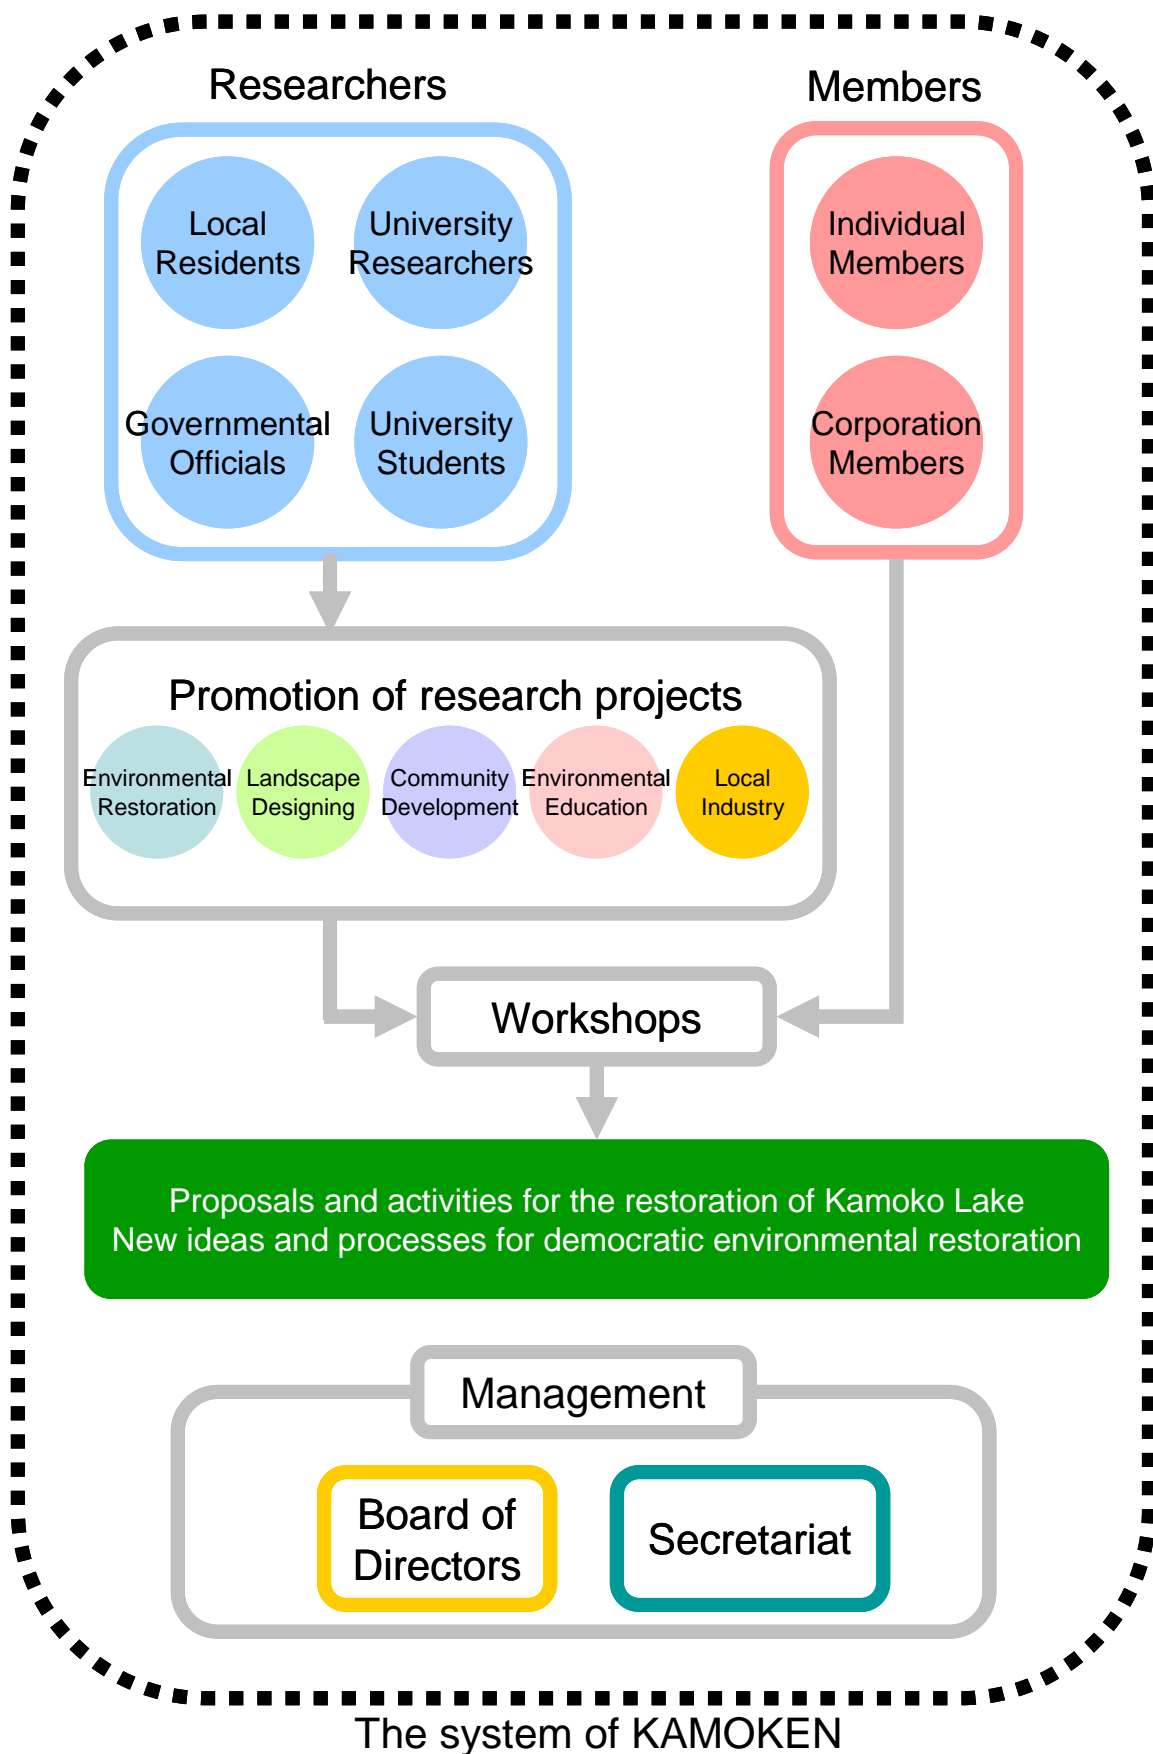 Researchers
Members
Local
Residents
University
Researchers
Individual
Members
Governmental
Officials
University
Students
Corporation
Members
Promotion of research projects
Environmental
Restoration
Landscape
Designing
Community
Development
Environmental
Education
Local
Industry
Workshops
Proposals and activities for the restoration of Kamoko Lake
New ideas and processes for democratic environmental restoration
Management
Board of
Directors
Secretariat
The system of KAMOKEN